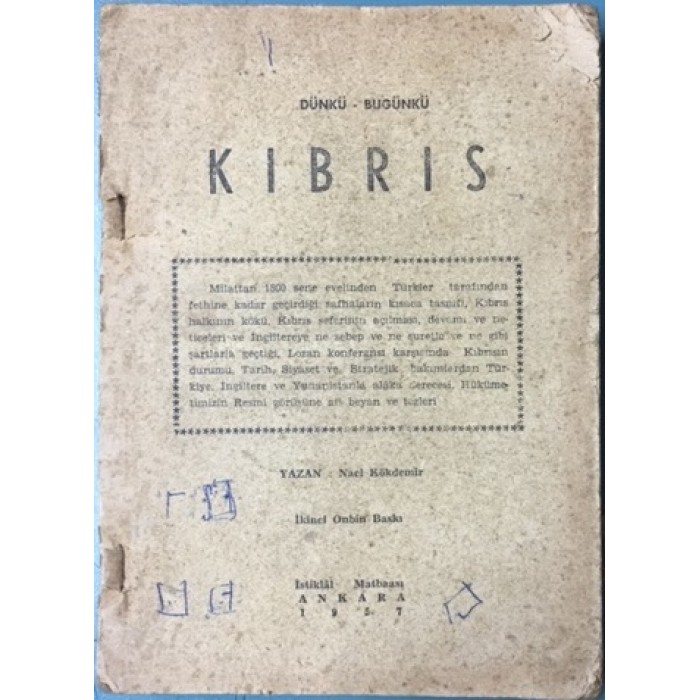 DÜNKÜ - BUGÜNKÜ
KIBRIS
Milattan 1500 sene evelinden Türkler tarafından
fethine kadar geçirdiği safhaların kısaca tasnifi, Kıbrıs
halkının kökü, Kıbrıs seferinin açılması, devamı ve ne-
ticeleri ve İngiltereye ne sebep ve ne suretle ve ne gibi
şartlarla geçtiği, Loran konferansı karşısında Kıbrısın
durumu, Tarih, Siyaset ve Stratejik bakımlardan Tür-
kiye, İngiltere ve Yunanistanla alâka derecesi, Hükûme-
timizin Resmi görüşüne ait beyan ve tezleri
YAZAN : Naci Kökdemir
İkinci Onbin Baskı
İstiklâl Matbaası
ANKARA
1957